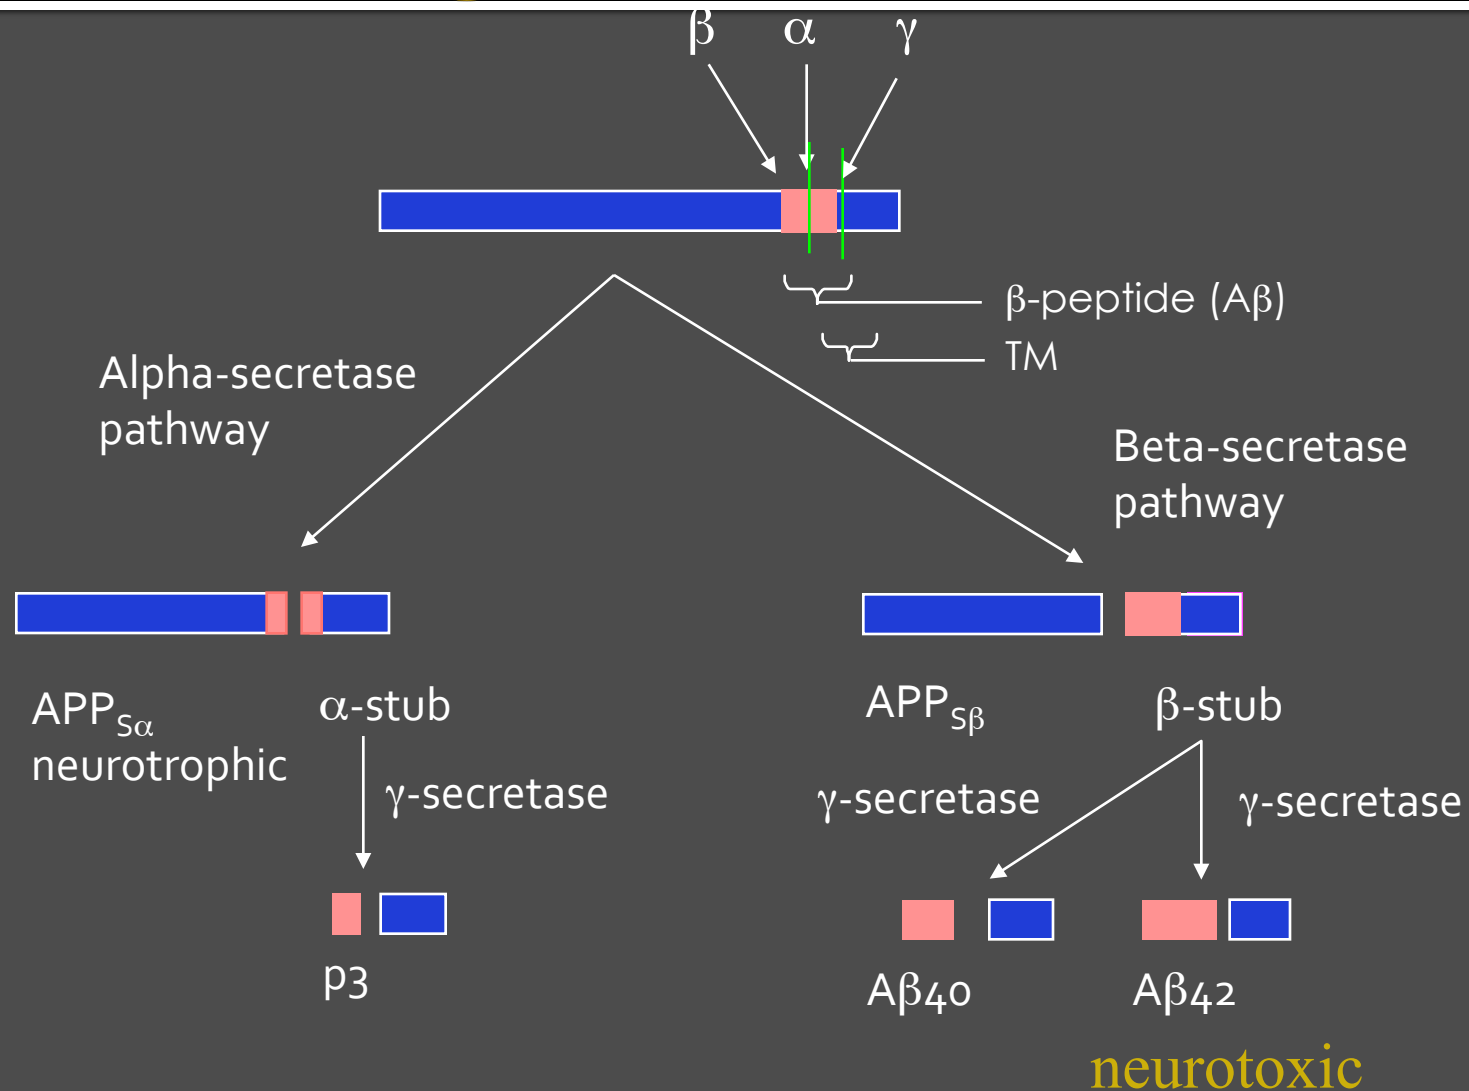 β α γ
β-peptide (Aβ)
TM
Alpha-secretase
pathway
Beta-secretase
pathway
APPSα
neurotrophic
α-stub
APPSβ
β-stub
γ-secretase
γ-secretase
γ-secretase
p3
Aβ40
Aβ42
neurotoxic